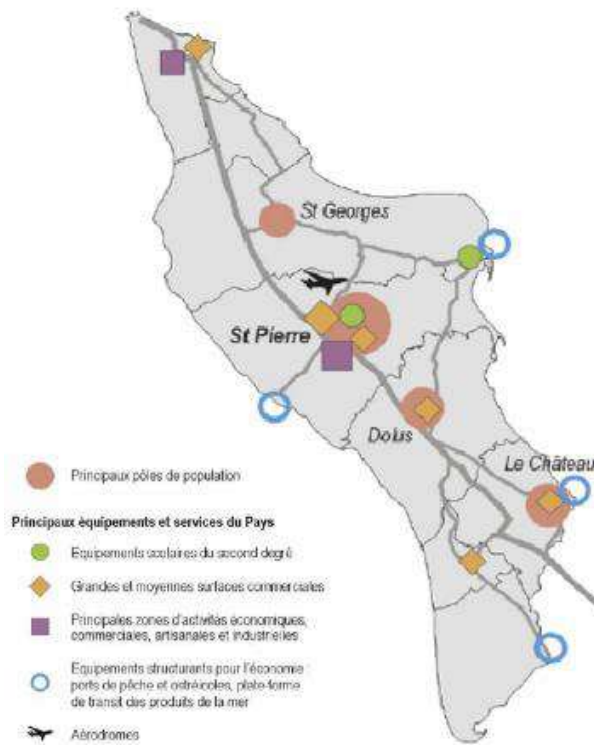 St Georges
St Pierre
Dolus
Le Château
Principaux pôles de population
Principaux équipements et services du Pays
Equipements scolaires du second degré
Grandes et moyennes surfaces commerciales
Principales zones d'activités économiques,
commerciales, artisanales et industrielles
Equipements structurants pour l'économie :
ports de pêche et ostréicoles, plate-forme
de transit des produits de la mer
Aérodromes